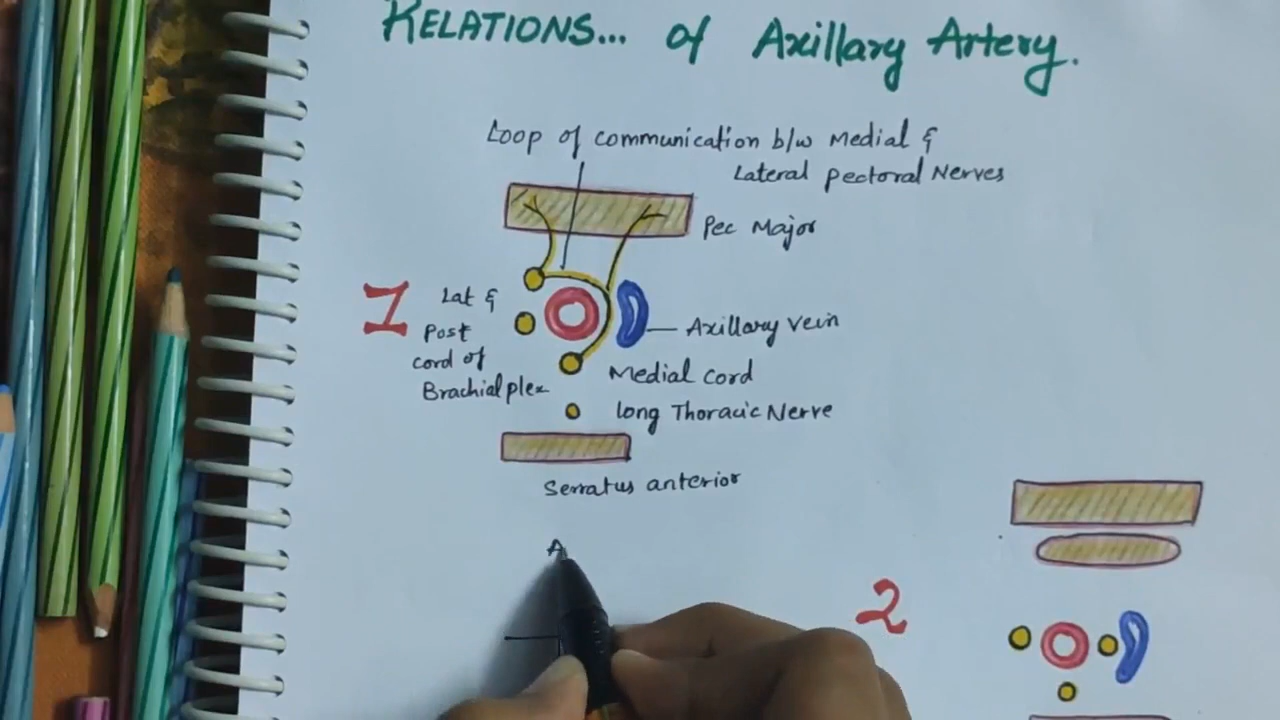 RELATIONS... of Axillary Artery.
Loop of communication b/w Medial &
Lateral pectoral Nerves
Pec Major
1
Lat &
Post
cord of
Brachial plex
Axillary vein
Medial cord
long Thoracic Nerve
Serratus anterior
A
2